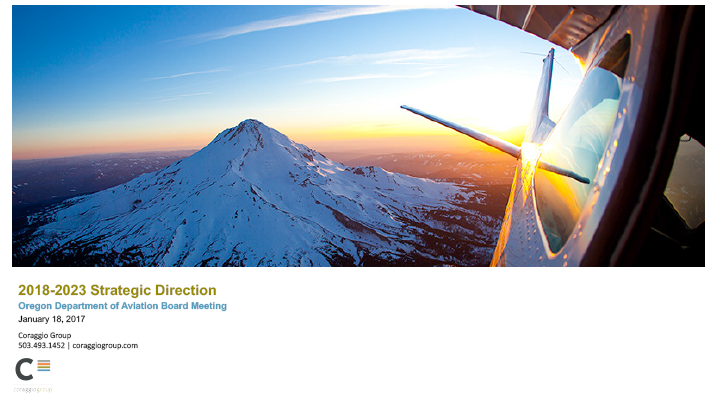 2018-2023 Strategic Direction
Oregon Department of Aviation Board Meeting
January 18, 2017
Coraggio Group
503.493.1452 | coraggiogroup.com
C
coraggiogroup